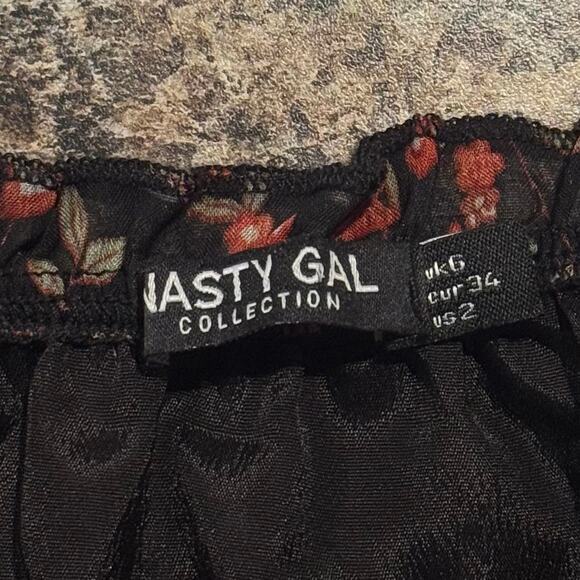 NASTY GAL
COLLECTION
uk6
eur34
us2